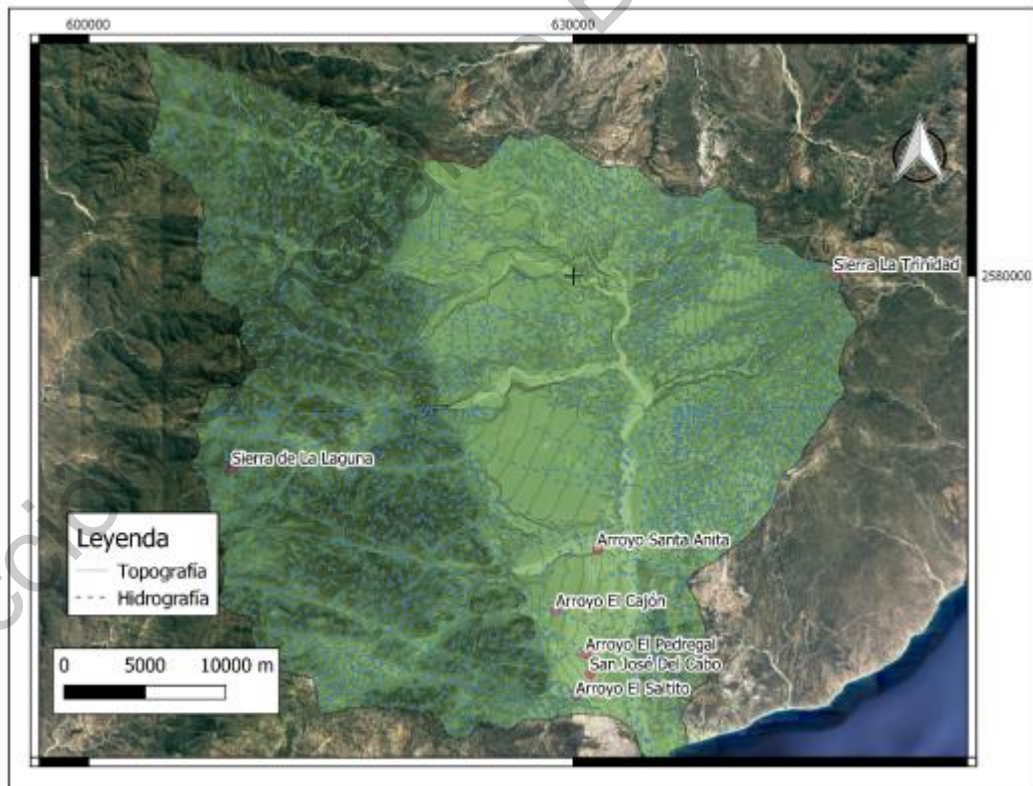 600000
630000
Sierra La Trinidad
2580000
Sierra de La Laguna
Leyenda
Topografía
Hidrografía
Arroyo Santa Anita
Arroyo El Cajón
Arroyo El Pedregal
San José Del Cabo
Arroyo El Saltito
0 5000 10000 m